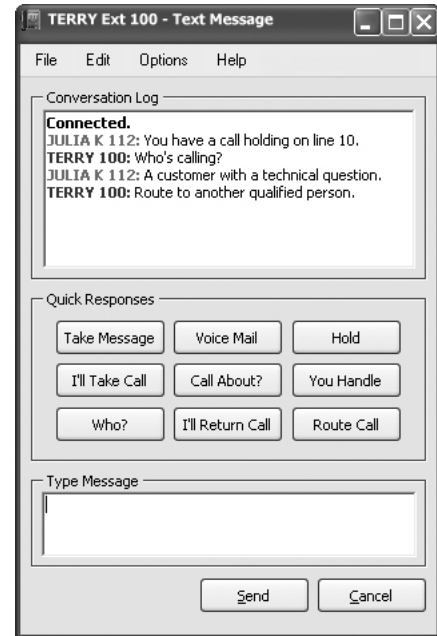 TERRY Ext 100 - Text Message
File Edit Options Help
Conversation Log
Connected.
JULIA K 112: You have a call holding on line 10.
TERRY 100: Who's calling?
JULIA K 112: A customer with a technical question.
TERRY 100: Route to another qualified person.
Quick Responses
Take Message Voice Mail Hold
I'll Take Call Call About? You Handle
Who? I'll Return Call Route Call
Type Message
Send Cancel